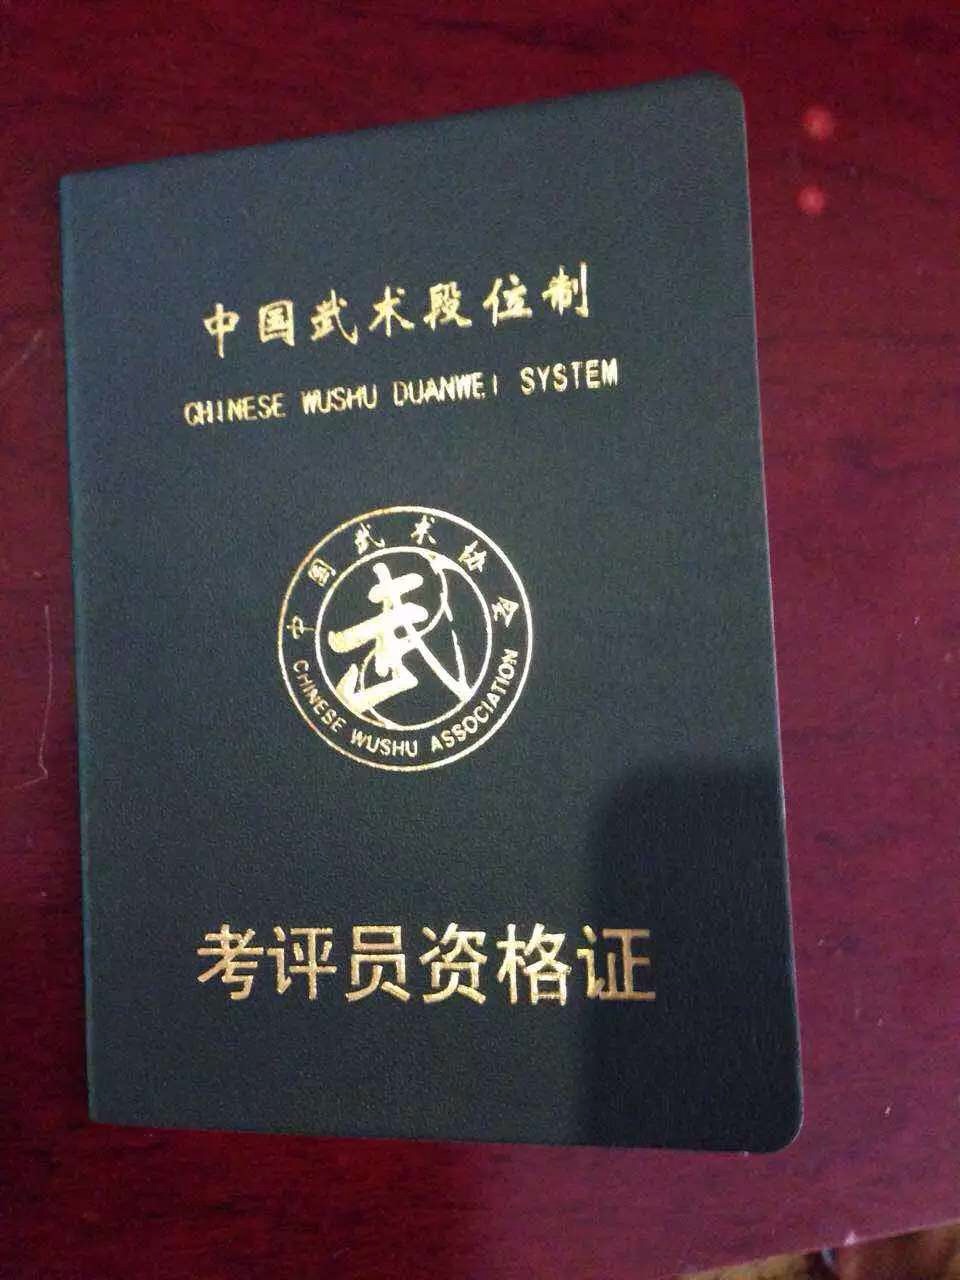 中国武术段位制
CHINESE WUSHU DUANWEI SYSTEM
中国武术协会
武
CHINESE WUSHU ASSOCIATION
考评员资格证